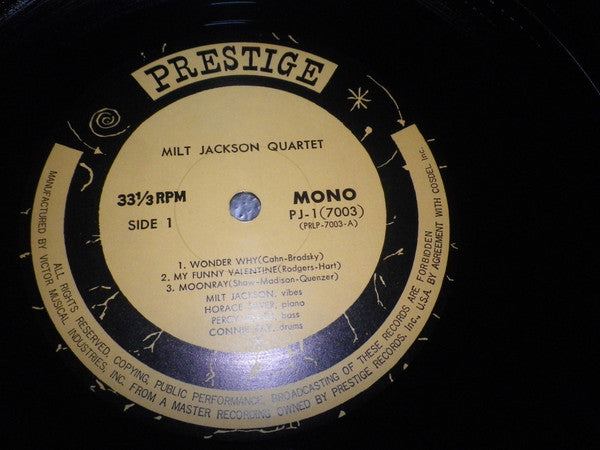 PRESTIGE
MILT JACKSON QUARTET
33⅓ RPM
MONO
SIDE 1
PJ-1(7003)
(PRLP-7003-A)
1. WONDER WHY(Cahn-Brodsky)
2. MY FUNNY VALENTINE(Rodgers-Hart)
3. MOONRAY(Shaw-Madison-Quenzer)
MILT JACKSON, vibes
HORACE SILVER, piano
PERCY HEATH, bass
CONNIE KAY, drums
MANUFACTURED BY VICTOR MUSICAL INDUSTRIES, INC. FROM A MASTER RECORDING OWNED BY PRESTIGE RECORDS, Inc., U.S.A. BY AGREEMENT WITH COSDEL Inc.
ALL RIGHTS RESERVED, COPYING, PUBLIC PERFORMANCE, BROADCASTING OF THESE RECORDS ARE FORBIDDEN